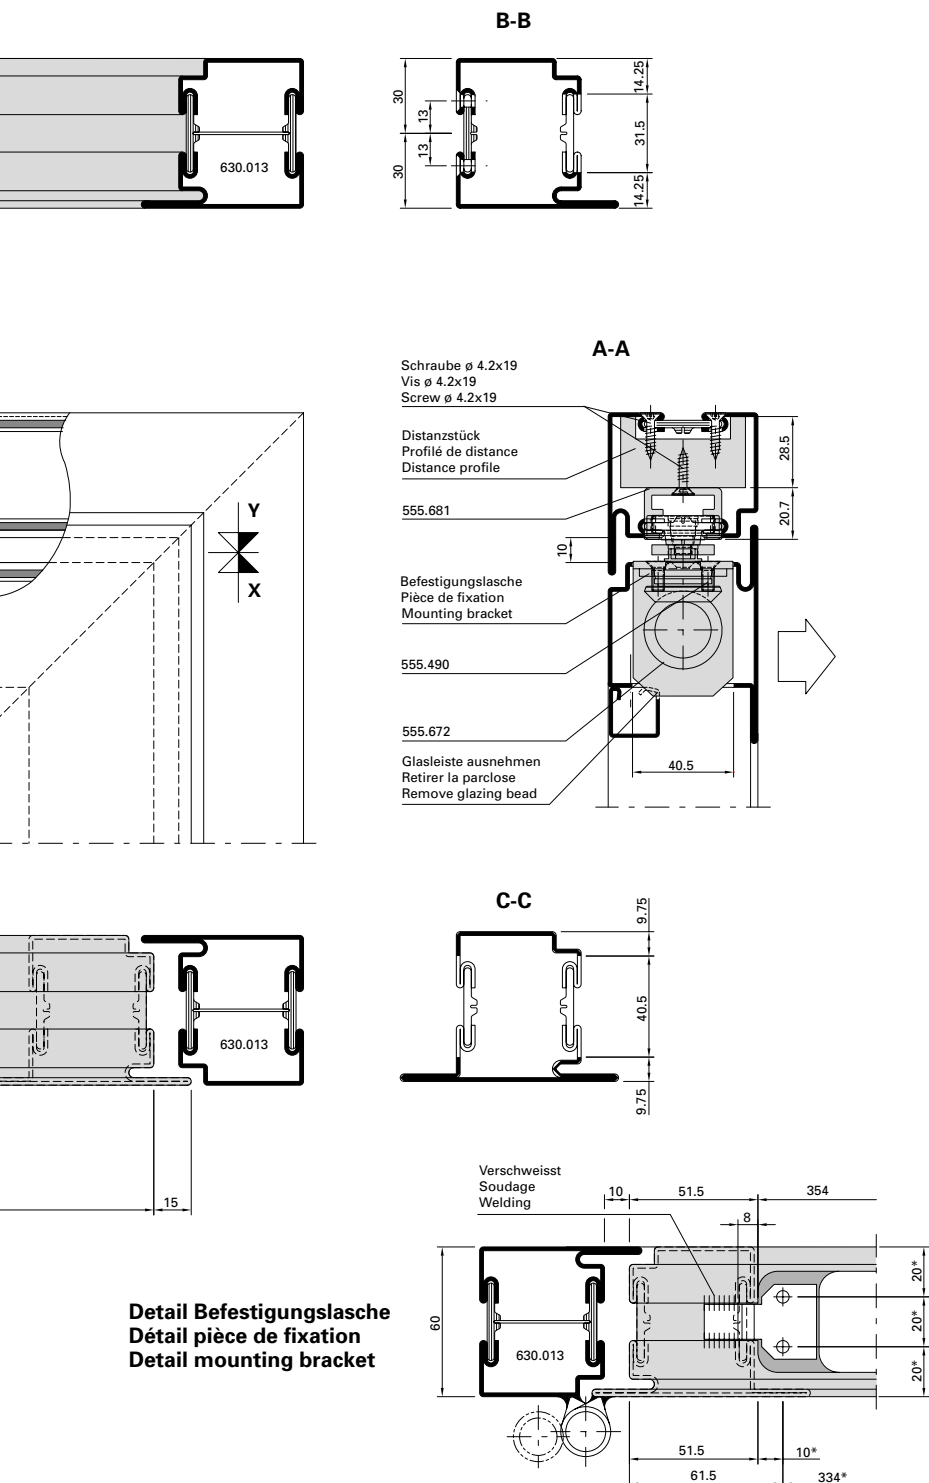 B-B
630.013
30
30
13
13
14.25
31.5
14.25
A-A
Schraube ø 4.2x19
Vis ø 4.2x19
Screw ø 4.2x19
Distanzstück
Profilé de distance
Distance profile
555.681
10
Befestigungslasche
Pièce de fixation
Mounting bracket
555.490
555.672
Glasleiste ausnehmen
Retirer la parclose
Remove glazing bead
28.5
20.7
40.5
Y
X
C-C
630.013
15
9.75
40.5
9.75
Verschweisst
Soudage
Welding
10
51.5
354
8
Detail Befestigungslasche
Détail pièce de fixation
Detail mounting bracket
60
630.013
20*
20*
20*
51.5
10*
61.5
334*